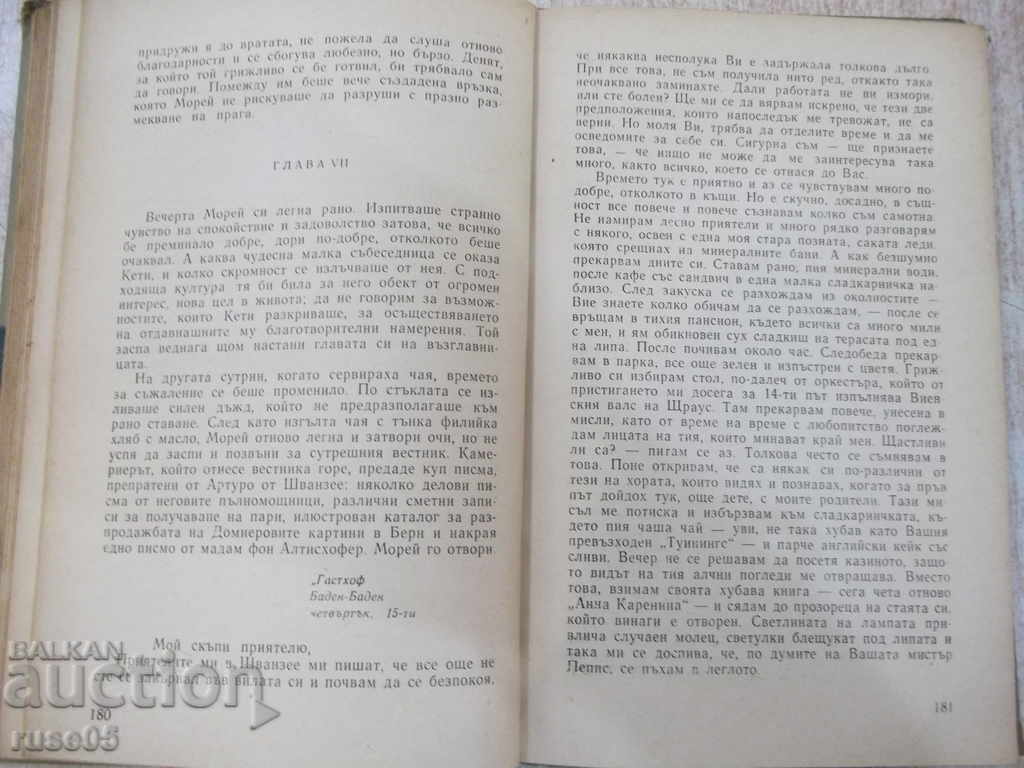 придружи я до вратата, не пожела да слуша отново
благодарности и се сбогува любезно, но бързо. Денят,
за който той грижливо се бе готвил, би трябвало сам
да говори. Помежду им беше вече създадена връзка,
която Морей не рискуваше да разруши с празно раз-
мекване на прага.
ГЛАВА VII
Вечерта Морей си легна рано. Изпитваше странно
чувство на спокойствие и задоволство затова, че всичко
бе преминало добре, дори по-добре, отколкото беше
очаквал. А каква чудесна малка събеседница се оказа
Кети, и колко скромност се излъчваше от нея. С под-
ходяща култура тя би била за него обект от огромен
интерес, нова цел в живота; да не говорим за възмож-
ностите, които Кети разкриваше, за осъществяването
на отдавнашните му благотворителни намерения. Той
заспа веднага щом настани главата си на възглавни-
цата.
На другата сутрин, когато сервираха чая, времето
за съжаление се беше променило. По стъклата се из-
ливаше силен дъжд, който не предразполагаше към
рано ставане. След като изгълта чая с тънка филийка
хляб с масло, Морей отново легна и затвори очи, но не
успя да заспи и позвъни за сутрешния вестник. Каме-
риерът, който отнесе вестника горе, предаде куп писма,
препратени от Артуро от Шванзее: няколко делови пи-
сма от неговите пълномощници, различни сметни запи-
си за получаване на пари, илюстрован каталог за раз-
продажбата на Домиеровите картини в Берн и накрая
едно писмо от мадам фон Алтисхофер. Морей го отвори.
„Гастхоф
Баден-Баден
четвъртък, 15-ти
Мой скъпи приятелю,
Приятелите ми в Шванзее ми пишат, че все още не
сте се завърнал във вилата си и почвам да се безпокоя,
180
че някаква несполука Ви е задържала толкова дълго.
При все това, не съм получила нито ред, откакто така
неочаквано заминахте. Дали работата не ви измори,
или сте болен? Ще ми се да вярвам искрено, че тези две
предположения, които напоследък ме тревожат, не са
верни. Но моля Ви, трябва да отделите време и да ме
осведомите за себе си. Сигурна съм — ще признаете
това, — че нищо не може да ме заинтересува така
много, както всичко, което се отнася до Вас.
Времето тук е приятно и аз се чувствувам много по-
добре, отколкото в къщи. Но е скучно, досадно, в същ-
ност все повече и повече съзнавам колко съм самотна.
Не намирам лесно приятели и много рядко разговарям
с някого, освен с една моя стара позната, саката леди,
която срещнах на минералните бани. А как безшумно
прекарвам дните си. Ставам рано, пия минерални води,
после кафе със сандвич в една малка сладкарничка на-
близо. След закуска се разхождам из околностите —
Вие знаете колко обичам да се разхождам, — после се
връщам в тихия пансион, където всички са много мили
с мен, и ям обикновен сух сладкиш на терасата под ед-
на липа. После почивам около час. Следобеда прекар-
вам в парка, все още зелен и изпъстрен с цветя. Гриж-
ливо си избирам стол, по-далеч от оркестъра, който от
пристигането ми досега за 14-ти път изпълнява Виен-
ския валс на Щраус. Там прекарвам повече, унесена в
мисли, като от време на време с любопитство поглеж-
дам лицата на тия, които минават край мен. Щастливи
ли са? — питам се аз. Толкова често се съмнявам в
това. Поне откривам, че са някак си по-различни от
тези на хората, които видях и познавах, когато за пръв
път дойдох тук, още дете, с моите родители. Тази ми-
съл ме потиска и избързвам към сладкарничката, къ-
дето пия чаша чай — уви, не така хубав като Вашия
превъзходен „Туинингс“ — и парче английски кейк със
сливи. Вечер не се решавам да посетя казиното, защо-
то видът на тия алчни погледи ме отвращава. Вместо
това, взимам своята хубава книга — сега чета отново
„Анна Каренина“ — и сядам до прозореца на стаята си,
който винаги е отворен. Светлината на лампата при-
влича случаен молец, светулки блещукат под липата и
така ми се доспива, че, по думите на Вашата мистър
Лепис, се пъхам в леглото.
181
BALKAN
auction
ruse05